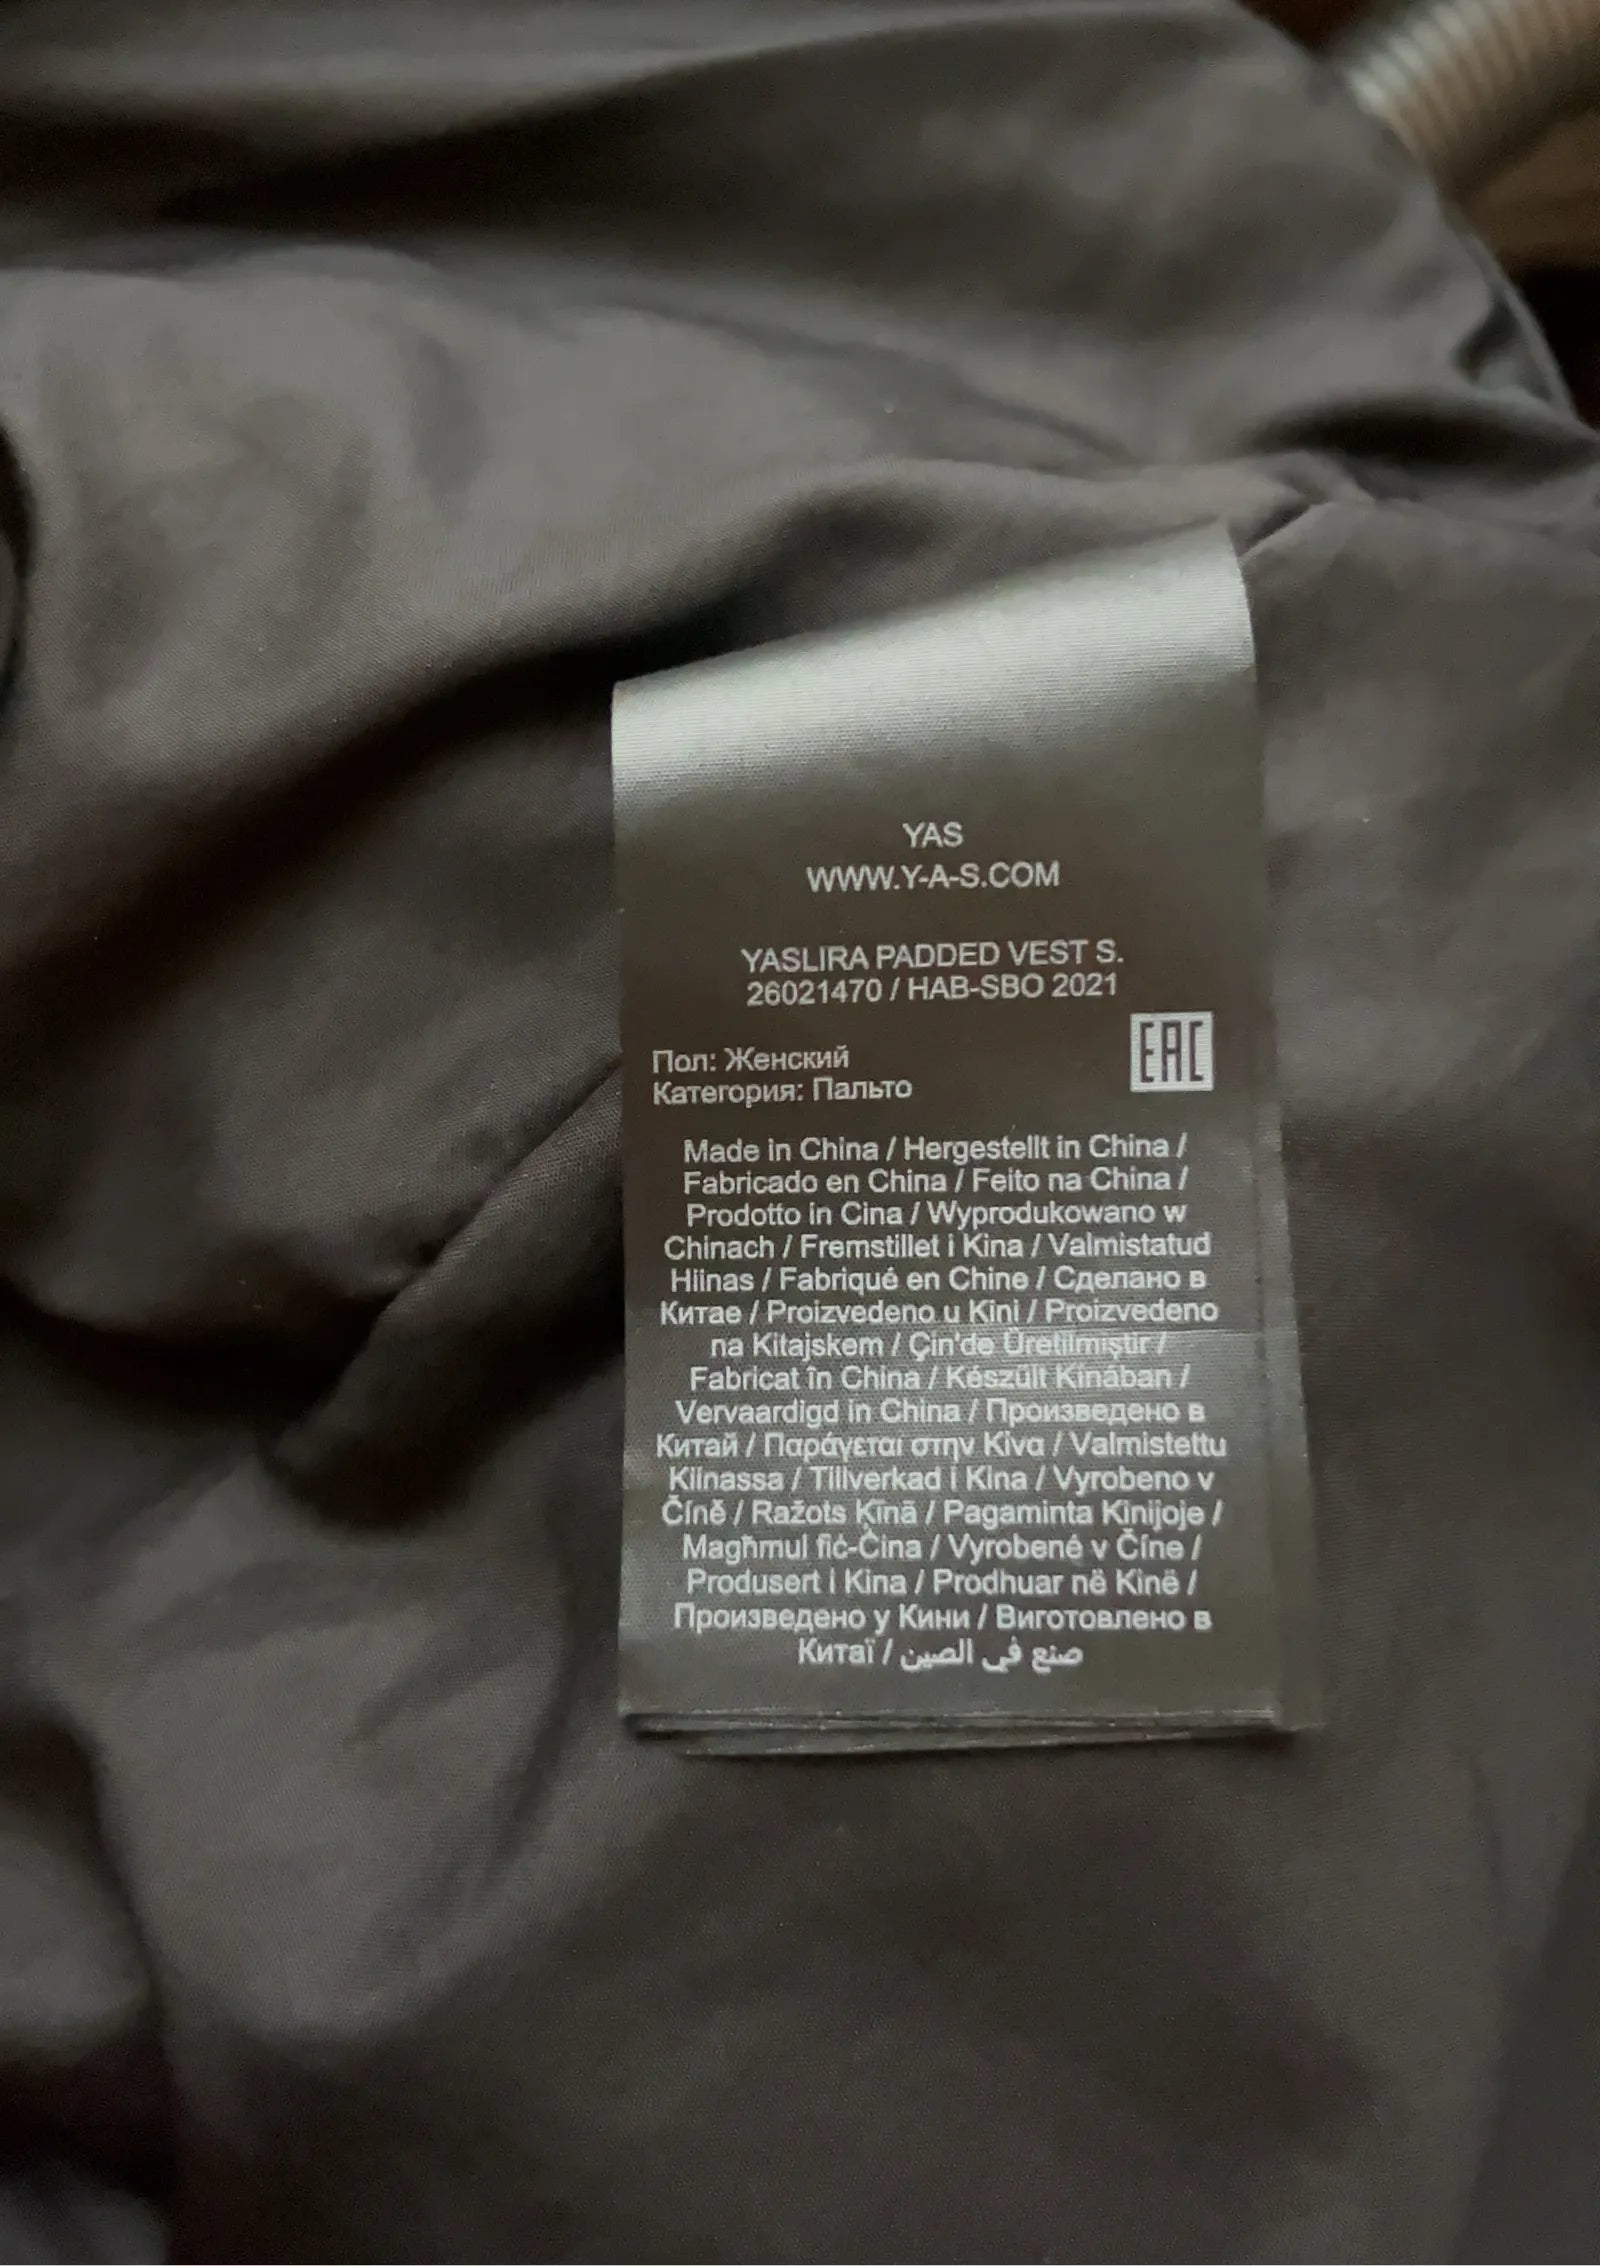 YAS
WWW.Y-A-S.COM
YASLIRA PADDED VEST S.
26021470 / HAB-SBO 2021
Пол: Женский
Категория: Пальто
EAC
Made in China / Hergestellt in China /
Fabricado en China / Feito na China /
Prodotto in Cina / Wyprodukowano w
Chinach / Fremstillet i Kina / Valmistatud
Hiinas / Fabriqué en Chine / Сделано в
Китае / Proizvedeno u Kini / Proizvedeno
na Kitajskem / Çin'de Üretilmiştir /
Fabricat în China / Készült Kínában /
Vervaardigd in China / Произведено в
Китай / Παράγεται στην Κίνα / Valmistettu
Kiinassa / Tillverkad i Kina / Vyrobeno v
Číně / Ražots Ķīnā / Pagaminta Kinijoje /
Magħmul fiċ-Ċina / Vyrobené v Číne /
Produsert i Kina / Prodhuar në Kinë /
Произведено у Кини / Виготовлено в
Китаї / صنع في الصين